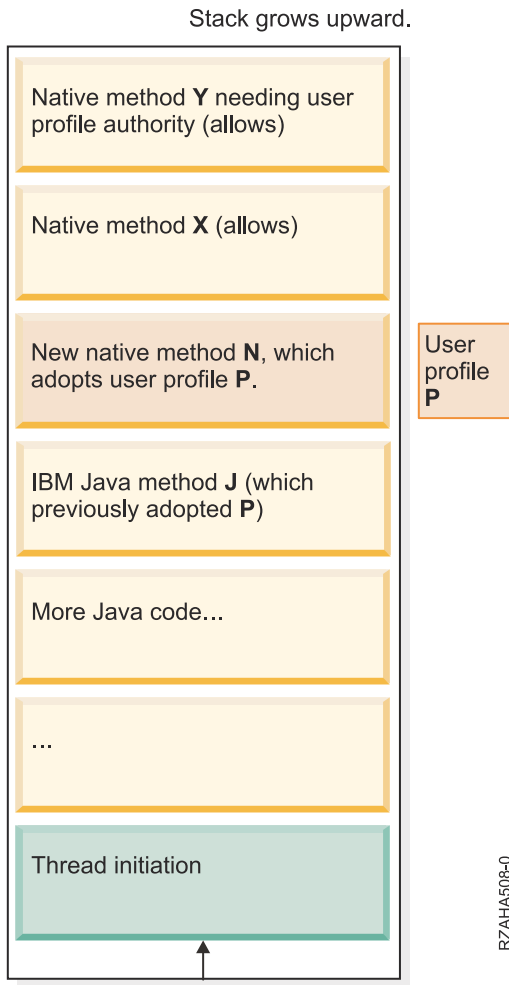 Stack grows upward.
Native method Y needing user
profile authority (allows)
Native method X (allows)
New native method N, which
adopts user profile P.
User
profile
P
IBM Java method J (which
previously adopted P)
More Java code...
...
Thread initiation
RZAHA508-0